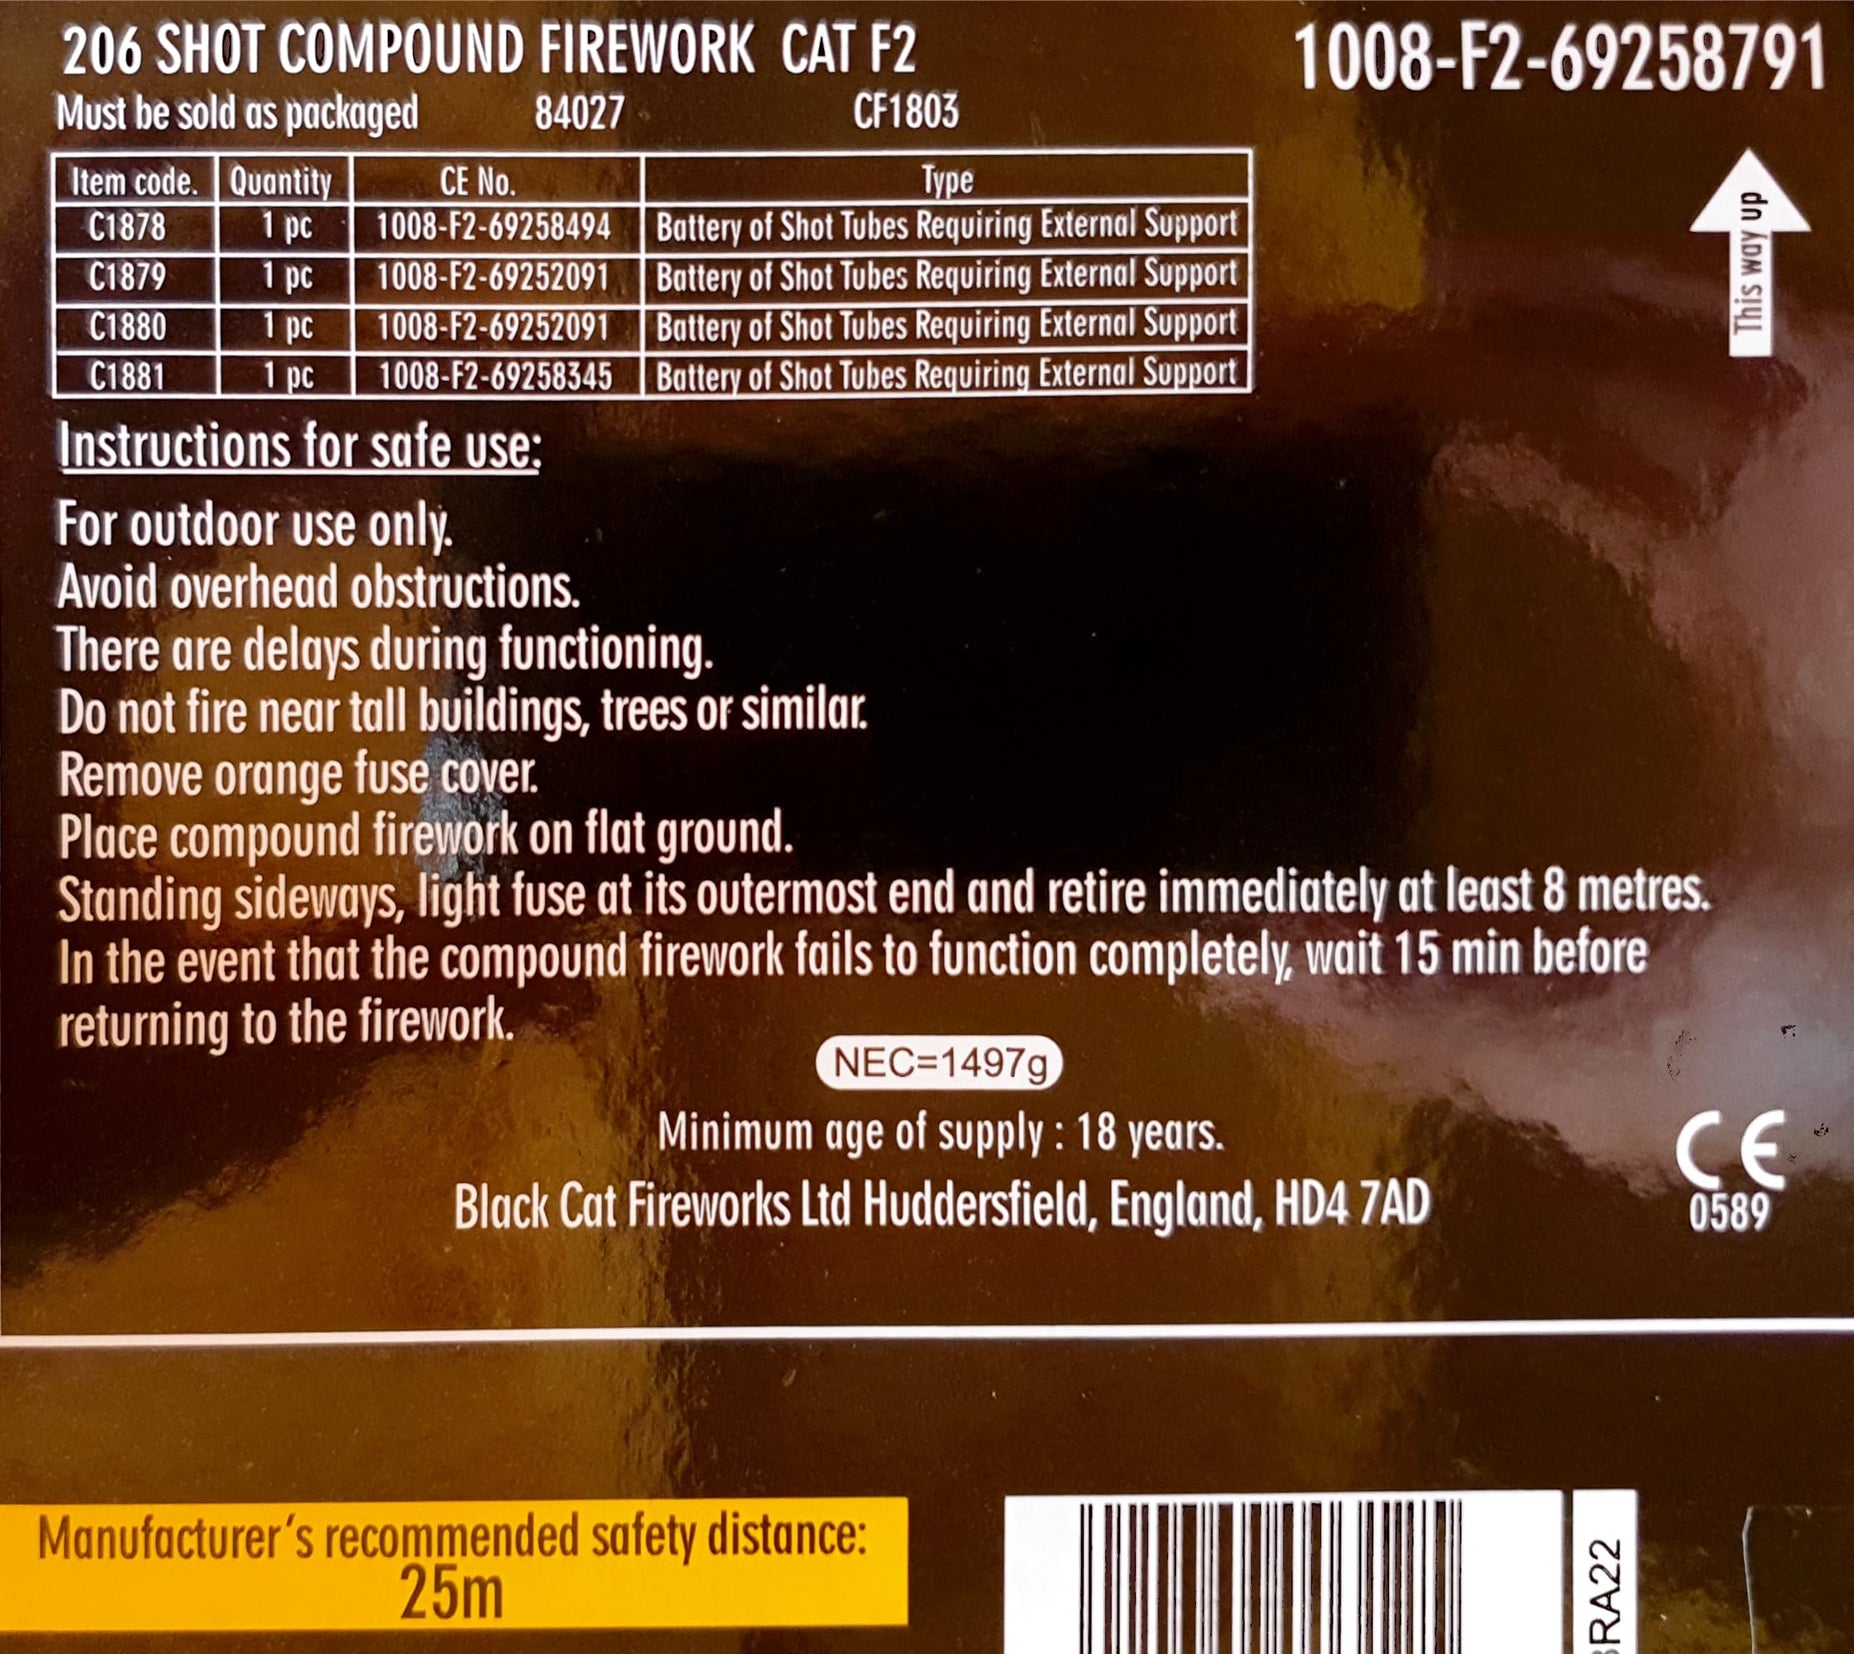 206 SHOT COMPOUND FIREWORK CAT F2
1008-F2-69258791
Must be sold as packaged 84027 CF1803
This way up
Item code. Quantity CE No. Type
C1878 1 pc 1008-F2-69258494 Battery of Shot Tubes Requiring External Support
C1879 1 pc 1008-F2-69252091 Battery of Shot Tubes Requiring External Support
C1880 1 pc 1008-F2-69252091 Battery of Shot Tubes Requiring External Support
C1881 1 pc 1008-F2-69258345 Battery of Shot Tubes Requiring External Support
Instructions for safe use:
For outdoor use only.
Avoid overhead obstructions.
There are delays during functioning.
Do not fire near tall buildings, trees or similar.
Remove orange fuse cover.
Place compound firework on flat ground.
Standing sideways, light fuse at its outermost end and retire immediately at least 8 metres.
In the event that the compound firework fails to function completely, wait 15 min before
returning to the firework.
NEC=1497g
Minimum age of supply : 18 years.
Black Cat Fireworks Ltd Huddersfield, England, HD4 7AD
CE
0589
Manufacturer's recommended safety distance:
25m